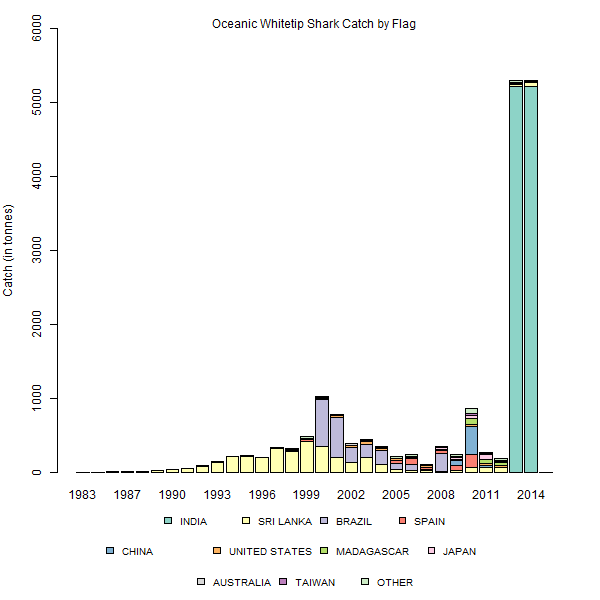 Oceanic Whitetip Shark Catch by Flag
Catch (in tonnes)
6000
5000
4000
3000
2000
1000
0
1983 1987 1990 1993 1996 1999 2002 2005 2008 2011 2014
INDIA SRI LANKA BRAZIL SPAIN
CHINA UNITED STATES MADAGASCAR JAPAN
AUSTRALIA TAIWAN OTHER